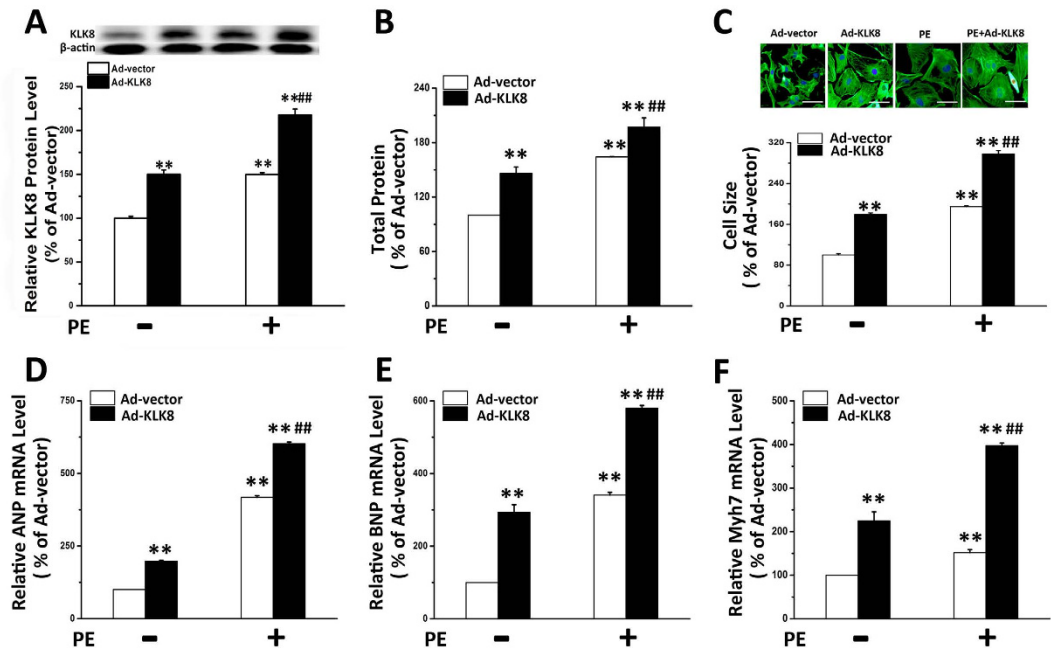 A
KLK8
β-actin
Ad-vector
Ad-KLK8
Relative KLK8 Protein Level
(% of Ad-vector)
250
200
150
100
50
0
**
**
**##
PE
−
+
B
Ad-vector
Ad-KLK8
Total Protein
( % of Ad-vector)
240
180
120
60
0
**
**
** ##
PE
−
+
C
Ad-vector
Ad-KLK8
PE
PE+Ad-KLK8
Ad-vector
Ad-KLK8
Cell Size
( % of Ad-vector)
320
240
160
80
0
**
**
** ##
PE
−
+
D
Ad-vector
Ad-KLK8
Relative ANP mRNA Level
( % of Ad-vector)
750
500
250
0
**
**
** ##
PE
−
+
E
Ad-vector
Ad-KLK8
Relative BNP mRNA Level
( % of Ad-vector)
600
400
200
0
**
**
** ##
PE
−
+
F
Ad-vector
Ad-KLK8
Relative Myh7 mRNA Level
( % of Ad-vector)
500
400
300
200
100
0
**
**
** ##
PE
−
+